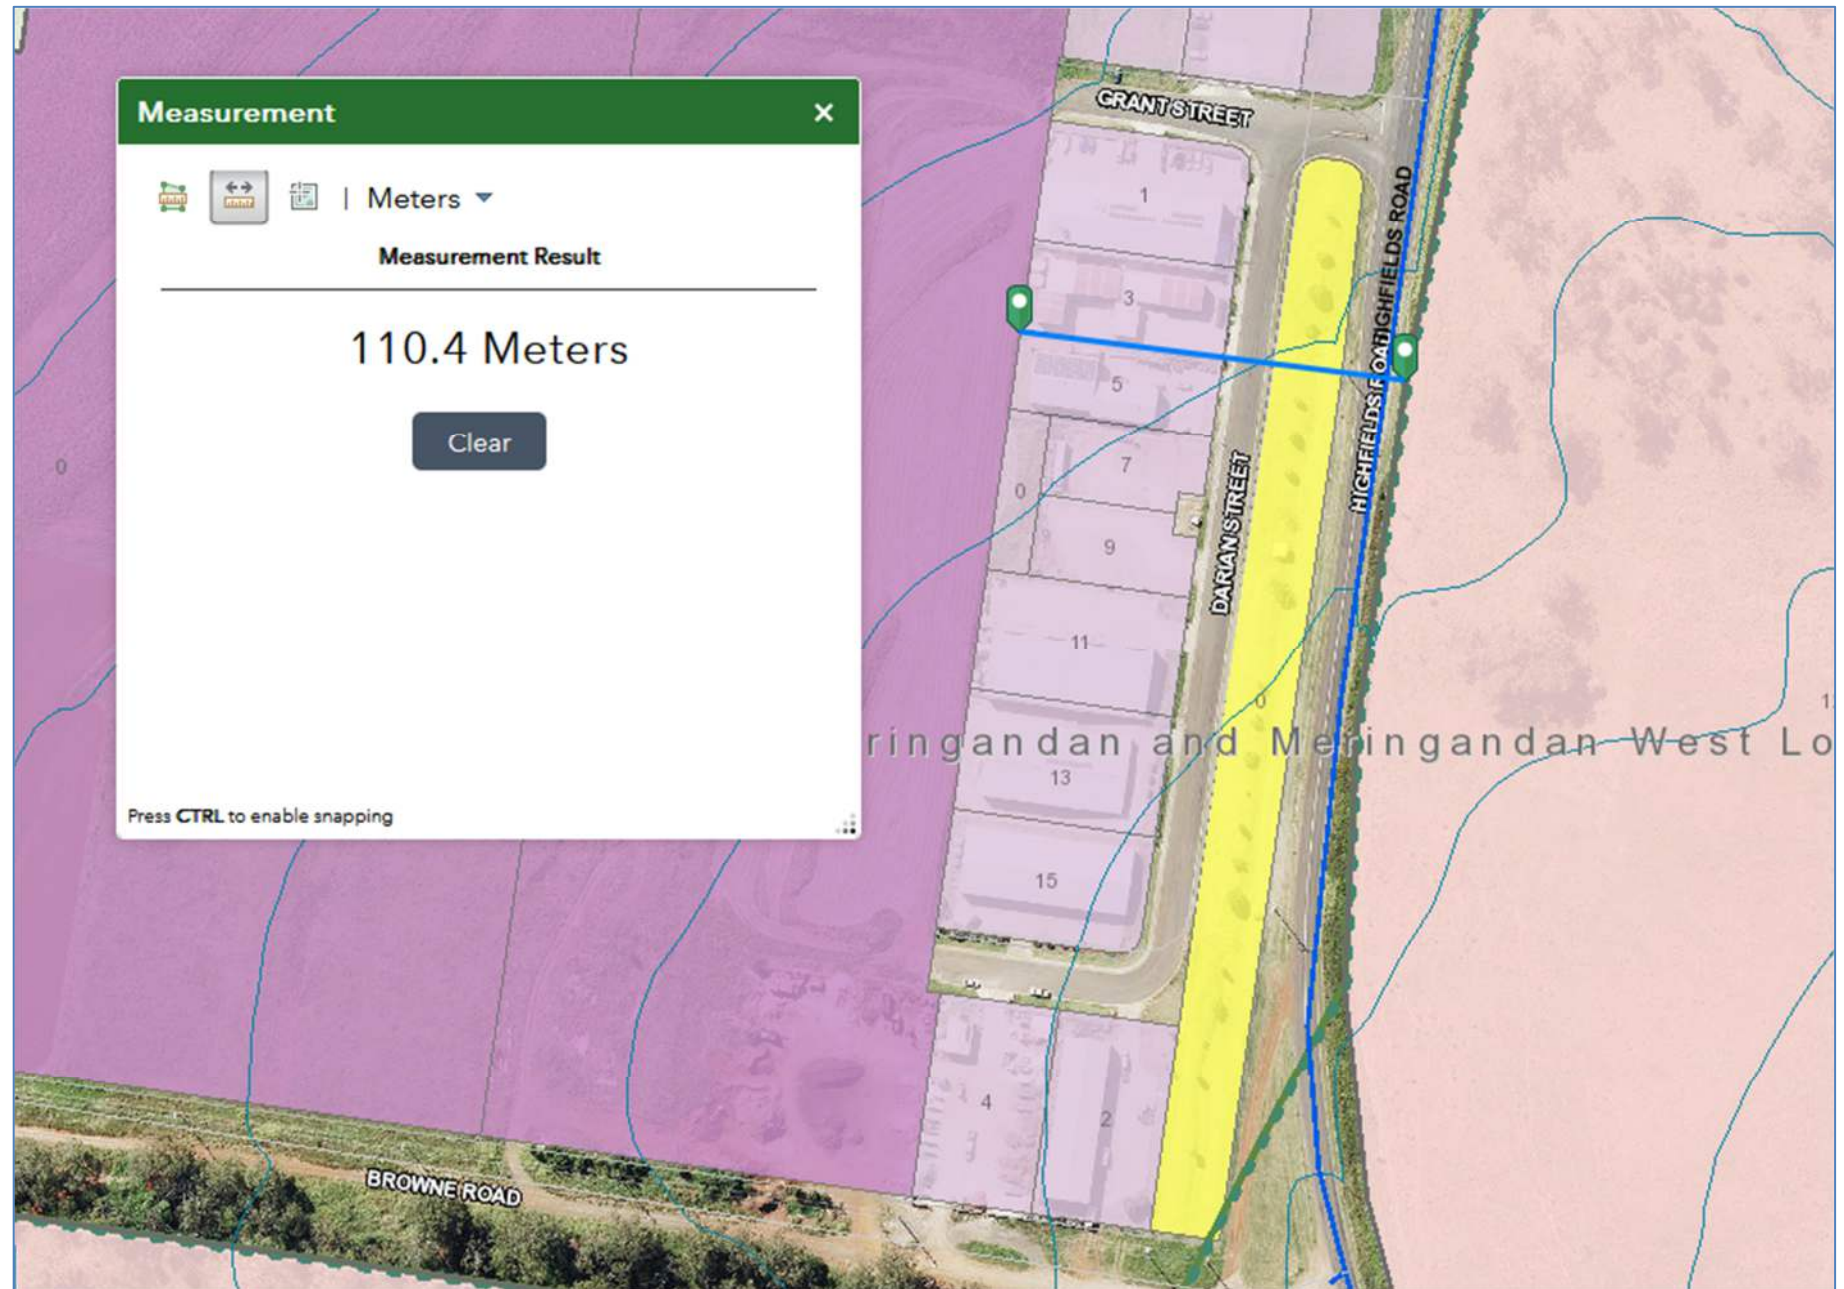 Measurement
| Meters
Measurement Result
110.4 Meters
Clear
Press CTRL to enable snapping
GRANT STREET
1
HIGHFIELDS ROAD
3
5
HIGHFIELDS ROAD
7
0
0
DARIAN STREET
9
11
0
1
ringandan and Meringandan West Lo
13
15
4
2
BROWNE ROAD